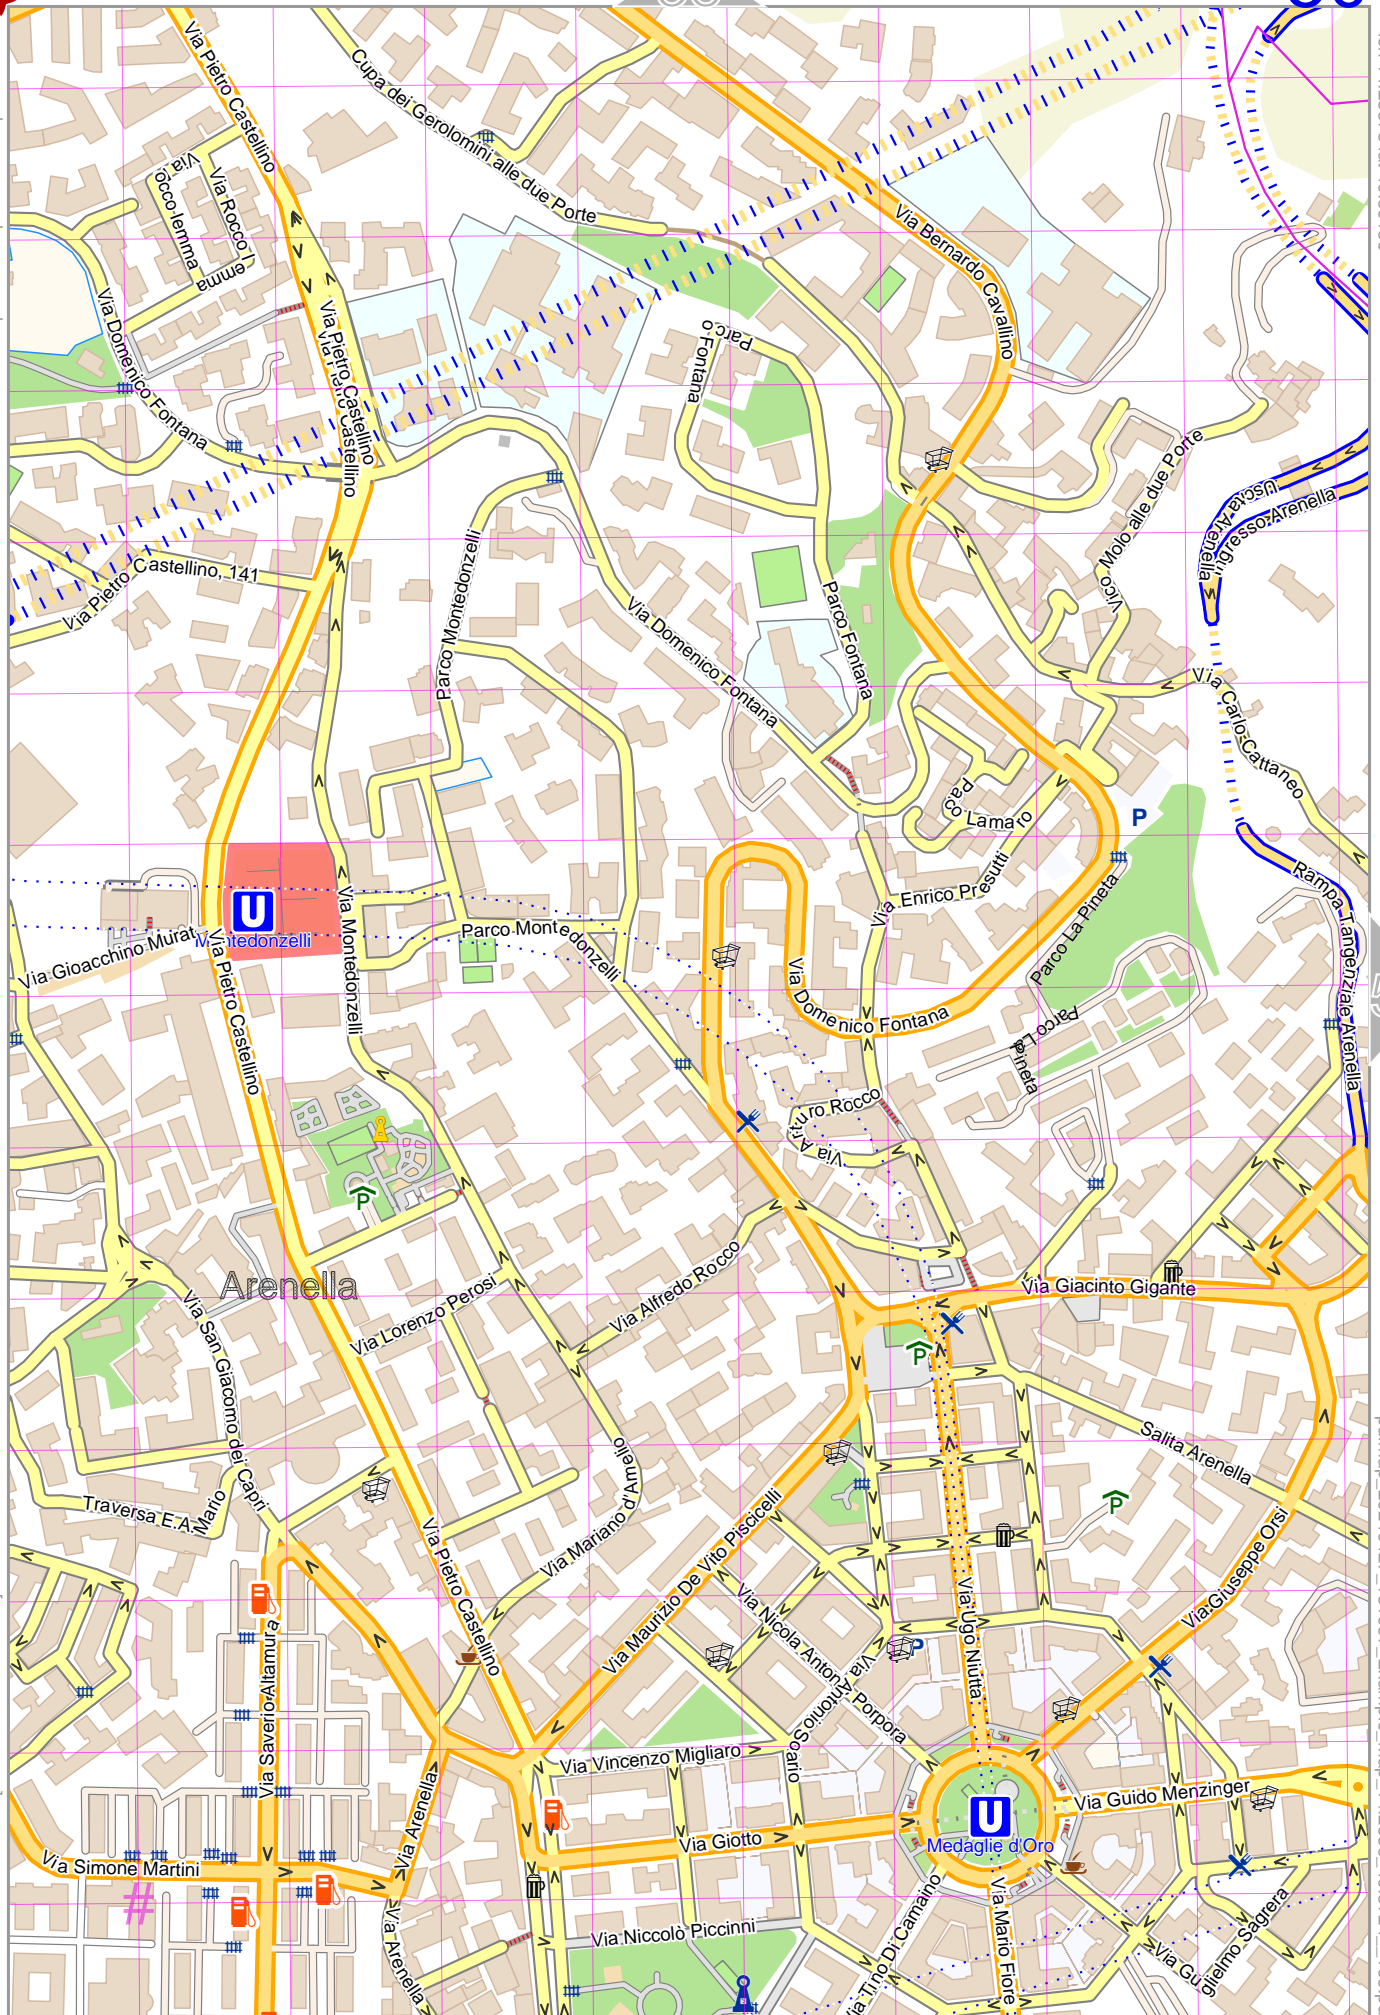 Via Pietro Castellino
Cupa dei Gerolomini alle due Porte
Via Rocco Iemma
Via Rocco Iemma
Via Bernardo Cavallino
Via Domenico Fontana
Via Pietro Castellino
Via Pietro Castellino
Parco Fontana
Molo alle due Porte
Vico
Uscita Arenella
Ingresso Arenella
Via Pietro Castellino, 141
Parco Montedonzelli
Via Domenico Fontana
Parco Fontana
Via Carlo Cattaneo
Parco Lamaro
P
Via Enrico Presutti
Rampa Tangenziale Arenella
Parco La Pineta
U
Montedonzelli
Via Gioacchino Murat
Via Montedonzelli
Parco Montedonzelli
Via Pietro Castellino
Via Domenico Fontana
Parco La Pineta
Via Arturo Rocco
P
Arenella
Via Lorenzo Perosi
Via Alfredo Rocco
Via Giacinto Gigante
Via San Giacomo dei Capri
P
Salita Arenella
Traversa E.A. Mario
Via Mariano d'Amelio
P
Via Pietro Castellino
Via Maurizio De Vito Piscicelli
Via Giuseppe Orsi
Via Nicola Antonio Porpora
Via Ugo Niutta
P
Via Antonio Solario
Via Saverio Altamura
Via Vincenzo Migliaro
Via Guido Menzinger
Via Arenella
Via Giotto
U
Medaglie d'Oro
Via Simone Martini
#
Via Niccolò Piccinni
Via Arenella
Via Tino Di Camaino
Via Mario Fiore
Via Guglielmo Sagrera